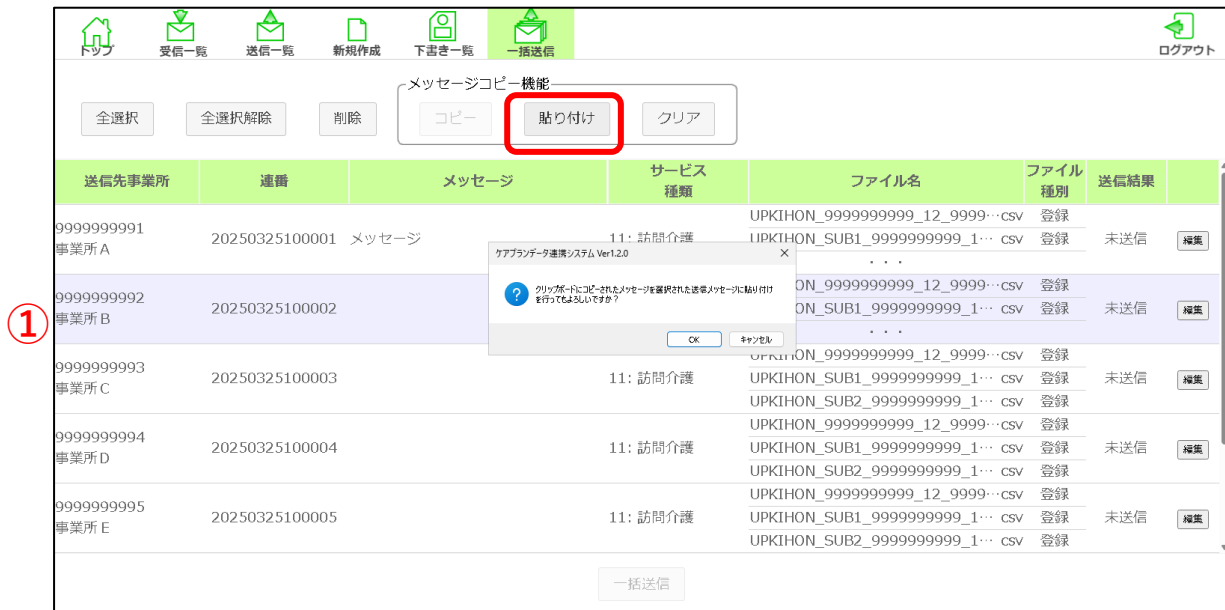 トップ 受信一覧 送信一覧 新規作成 下書き一覧 一括送信 ログアウト
メッセージコピー機能
全選択 全選択解除 削除 コピー 貼り付け クリア
送信先事業所 連番 メッセージ サービス種類 ファイル名 ファイル種別 送信結果
9999999991
事業所A
20250325100001 メッセージ 11: 訪問介護
UPKIHON_9999999999_12_9999…csv 登録
UPKIHON_SUB1_9999999999_1… csv 登録 未送信 編集
・・・
ケアプランデータ連携システム Ver1.2.0
クリップボードにコピーされたメッセージを選択された送信メッセージに貼り付け
を行ってもよろしいですか？
OK キャンセル
①
9999999992
事業所B
20250325100002
ON_9999999999_12_9999…csv 登録
ON_SUB1_9999999999_1… csv 登録 未送信 編集
・・・
9999999993
事業所C
20250325100003 11: 訪問介護
UPKIHON_9999999999_12_9999…csv 登録
UPKIHON_SUB1_9999999999_1… csv 登録 未送信 編集
UPKIHON_SUB2_9999999999_1… csv 登録
9999999994
事業所D
20250325100004 11: 訪問介護
UPKIHON_9999999999_12_9999…csv 登録
UPKIHON_SUB1_9999999999_1… csv 登録 未送信 編集
UPKIHON_SUB2_9999999999_1… csv 登録
9999999995
事業所E
20250325100005 11: 訪問介護
UPKIHON_9999999999_12_9999…csv 登録
UPKIHON_SUB1_9999999999_1… csv 登録 未送信 編集
UPKIHON_SUB2_9999999999_1… csv 登録
一括送信